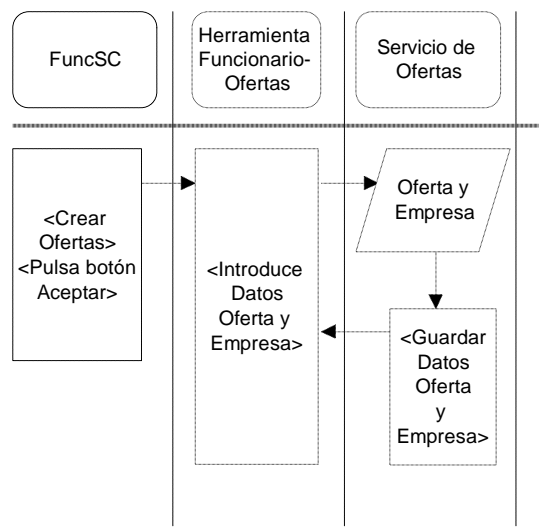 FuncSC
Herramienta
Funcionario-
Ofertas
Servicio de
Ofertas
<Crear
Ofertas>
<Pulsa botón
Aceptar>
<Introduce
Datos
Oferta y
Empresa>
Oferta y
Empresa
<Guardar
Datos
Oferta
y
Empresa>